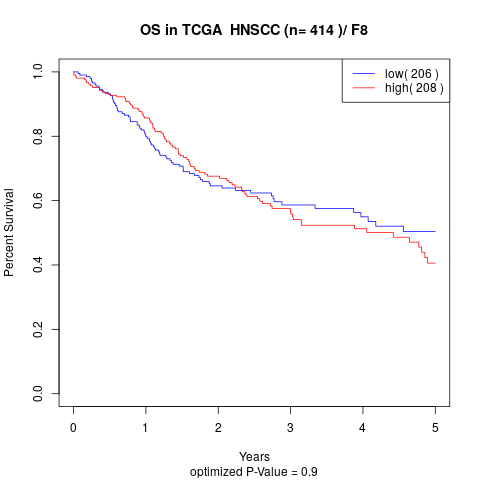 OS in TCGA  HNSCC (n= 414 )/ F8
low( 206 )
high( 208 )
Percent Survival
1.0
0.8
0.6
0.4
0.2
0.0
0 1 2 3 4 5
Years
optimized P-Value = 0.9